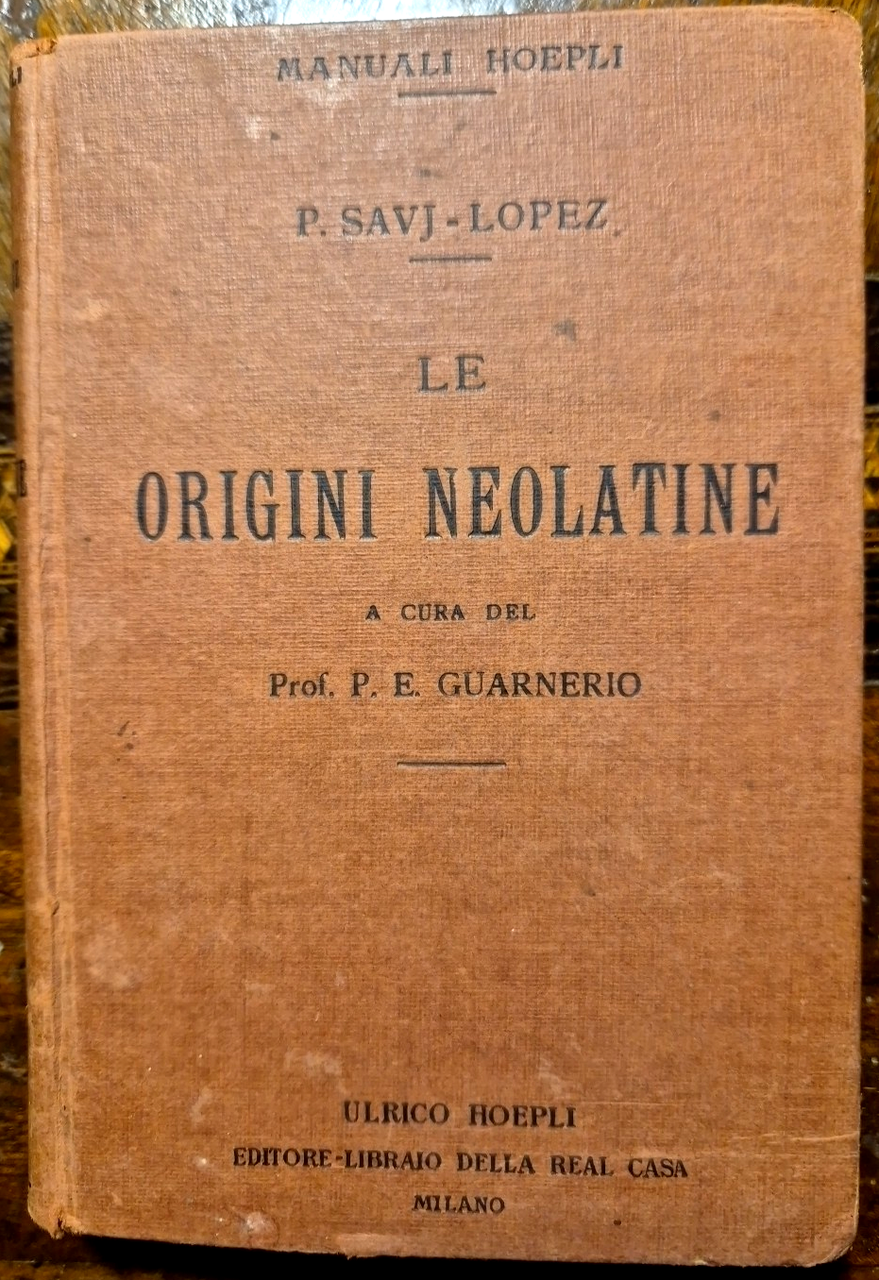 MANUALI HOEPLI
P. SAVJ-LOPEZ
LE
ORIGINI NEOLATINE
A CURA DEL
Prof. P. E. GUARNERIO
ULRICO HOEPLI
EDITORE-LIBRAIO DELLA REAL CASA
MILANO